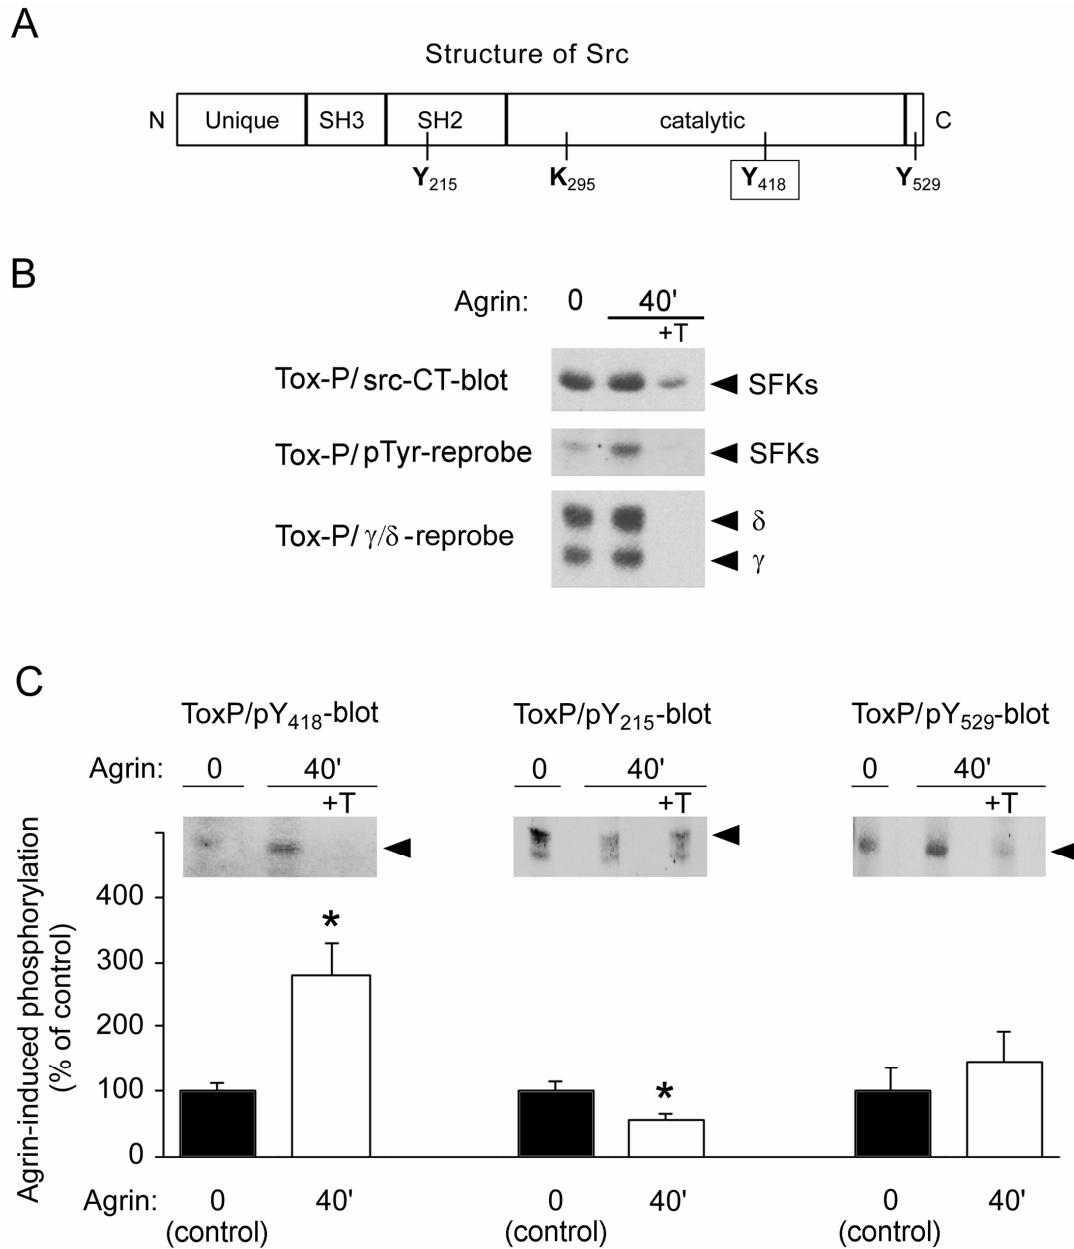 A
Structure of Src
N Unique SH3 SH2 catalytic C
Y215 K295 Y418 Y529
B
Agrin: 0 40'
+T
Tox-P/src-CT-blot SFKs
Tox-P/pTyr-reprobe SFKs
Tox-P/γ/δ-reprobe δ
γ
C
ToxP/pY418-blot ToxP/pY215-blot ToxP/pY529-blot
Agrin: 0 40' 0 40' 0 40'
+T +T +T
Agrin-induced phosphorylation
(% of control)
400
300
200
100
0
* *
Agrin: 0 40' 0 40' 0 40'
(control) (control) (control)